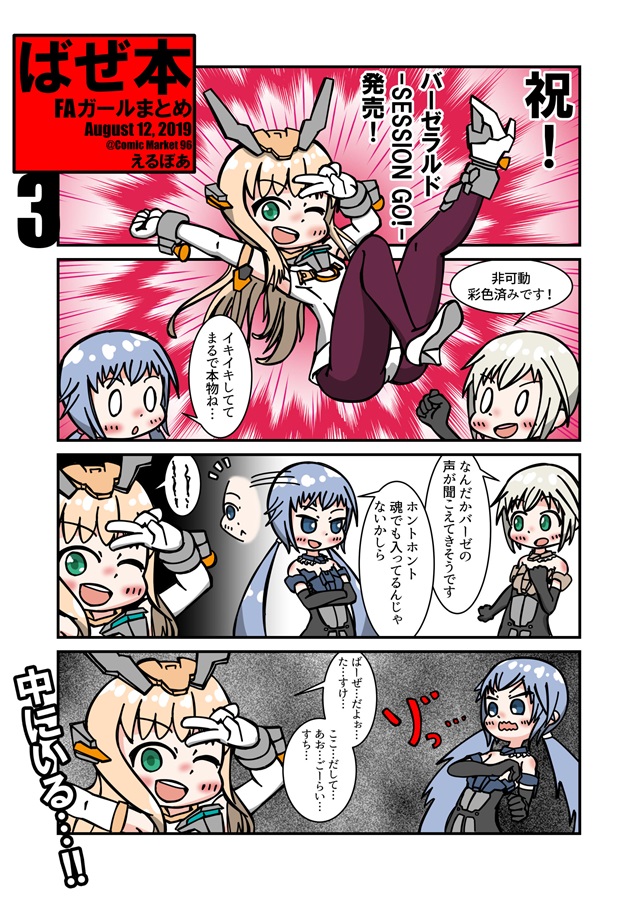 ばぜ本
FAガールまとめ
August 12, 2019
@Comic Market 96
えるぼあ
3
祝！
バーゼラルド
-SESSION GO!-
発売！
非可動
彩色済みです！
イキイキしてて
まるで本物ね…
なんだかバーゼの
声が聞こえてきそうです
ホントホント
魂でも入ってるんじゃ
ないかしら
ばーぜ…だよぉ…
た…すけ…
ここ…だして…
あお…ごーらい…
すち…
ゾッ…
中にいる…!!